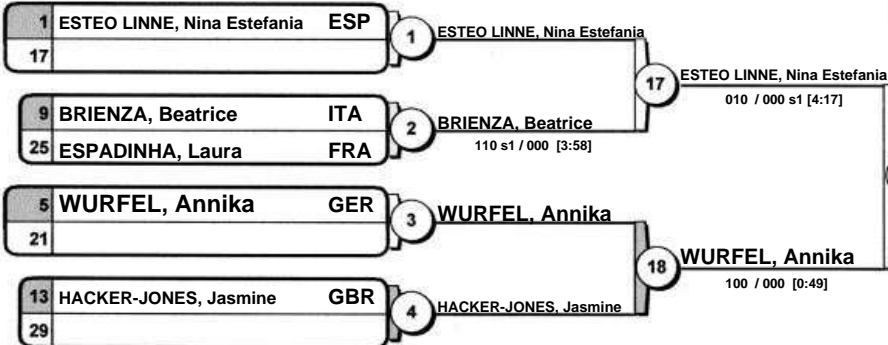 1 ESTEO LINNE, Nina Estefania ESP
17
1 ESTEO LINNE, Nina Estefania
9 BRIENZA, Beatrice ITA
25 ESPADINHA, Laura FRA
2 BRIENZA, Beatrice
110 s1 / 000 [3:58]
17 ESTEO LINNE, Nina Estefania
010 / 000 s1 [4:17]
5 WURFEL, Annika GER
21
3 WURFEL, Annika
13 HACKER-JONES, Jasmine GBR
29
4 HACKER-JONES, Jasmine
18 WURFEL, Annika
100 / 000 [0:49]